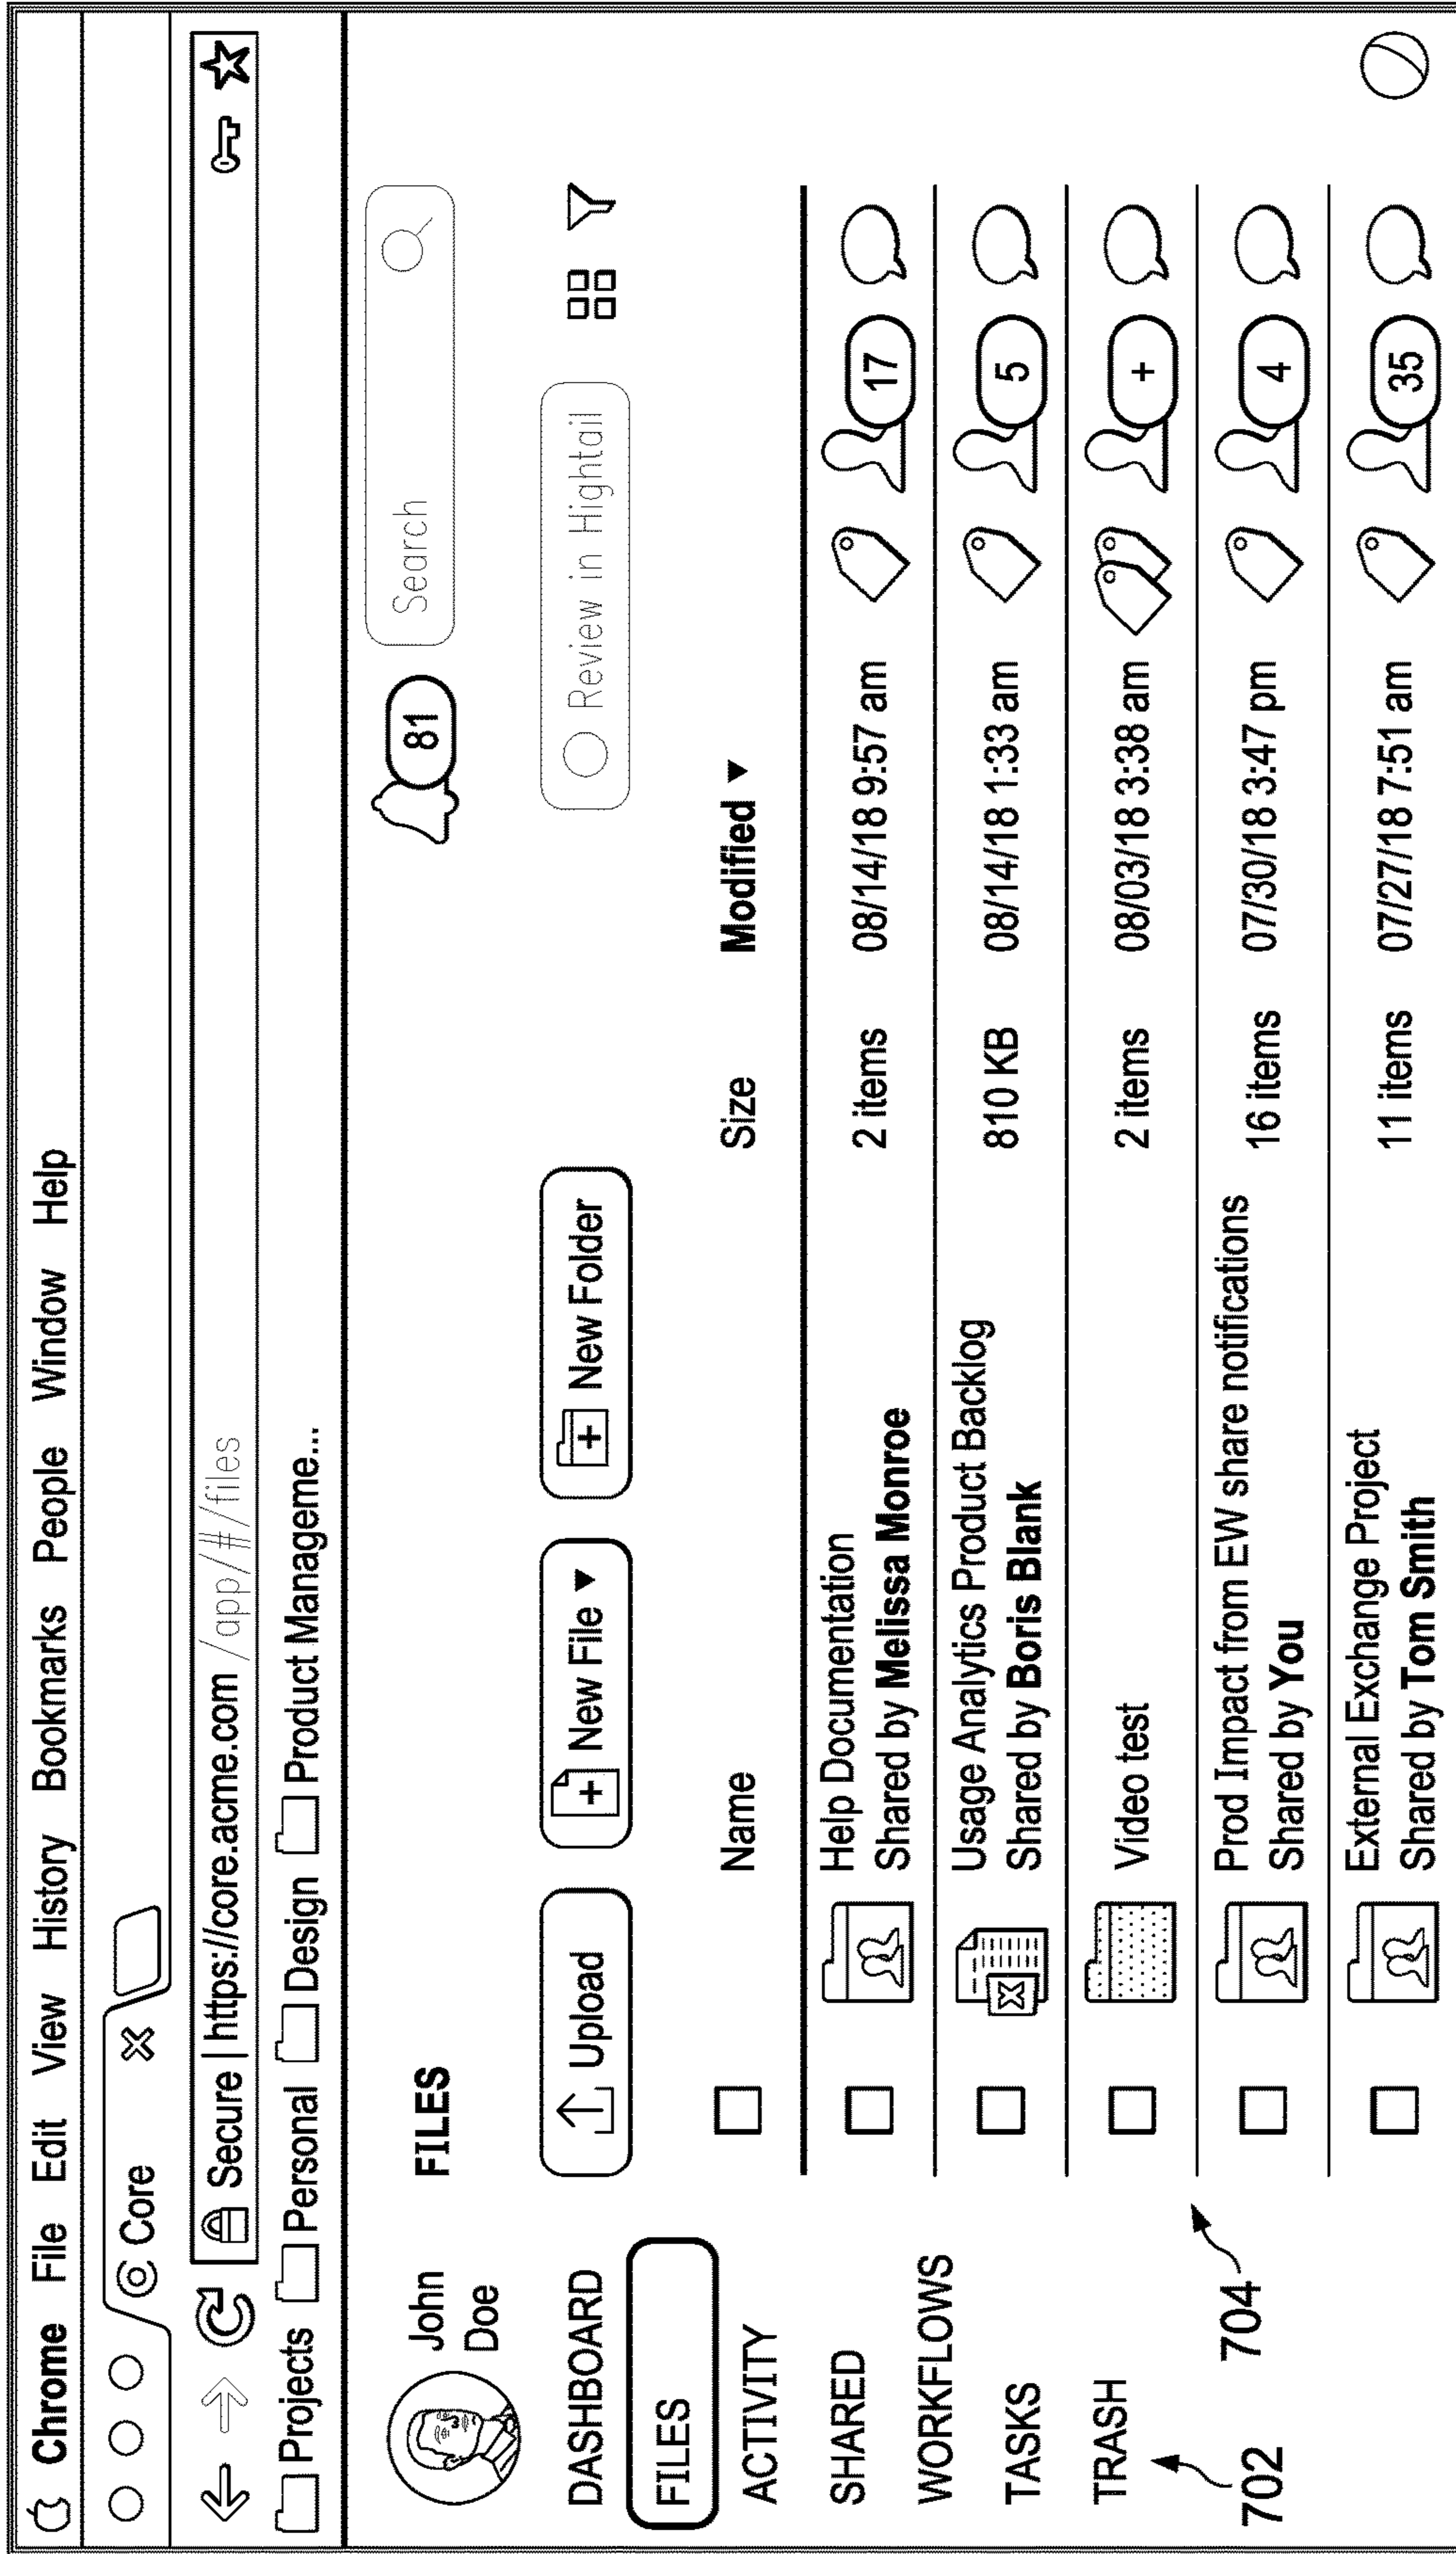 Chrome File Edit View History Bookmarks People Window Help
Core
Secure | https://core.acme.com /app/#/files
Projects Personal Design Product Manageme...
John
Doe
FILES
81
Search
DASHBOARD
FILES
ACTIVITY
SHARED
WORKFLOWS
TASKS
TRASH
702
704
Upload New File ▼ New Folder Review in Hightail
Name Size Modified ▼
Help Documentation
Shared by Melissa Monroe
2 items 08/14/18 9:57 am 17
Usage Analytics Product Backlog
Shared by Boris Blank
810 KB 08/14/18 1:33 am 5
Video test 2 items 08/03/18 3:38 am +
Prod Impact from EW share notifications
Shared by You
16 items 07/30/18 3:47 pm 4
External Exchange Project
Shared by Tom Smith
11 items 07/27/18 7:51 am 35